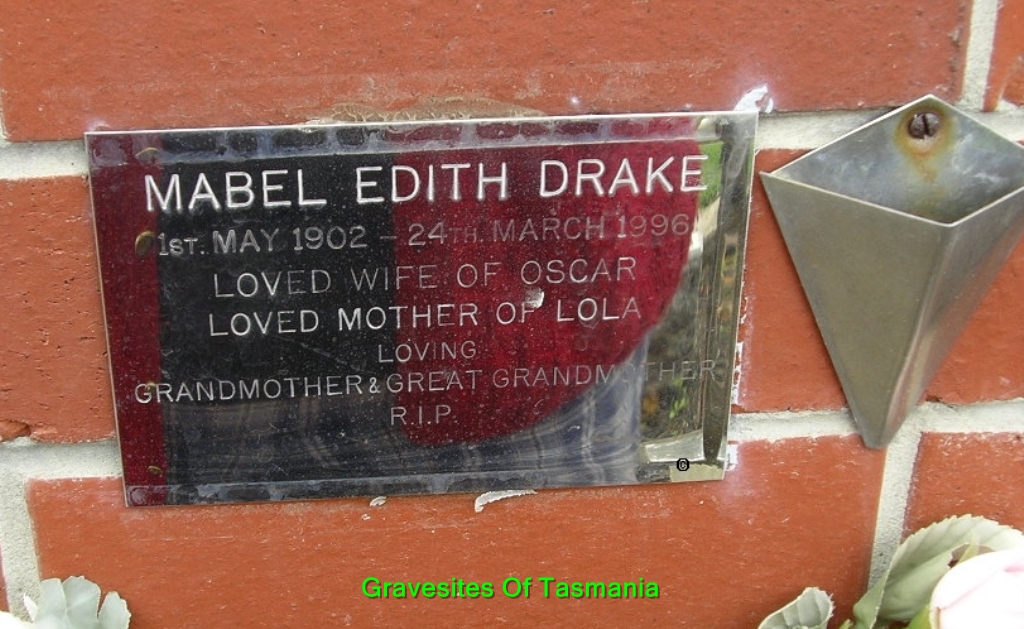 MABEL EDITH DRAKE
1ST. MAY 1902 – 24TH. MARCH 1996
LOVED WIFE OF OSCAR
LOVED MOTHER OF LOLA
LOVING
GRANDMOTHER & GREAT GRANDMOTHER
R.I.P.
©
Gravesites Of Tasmania